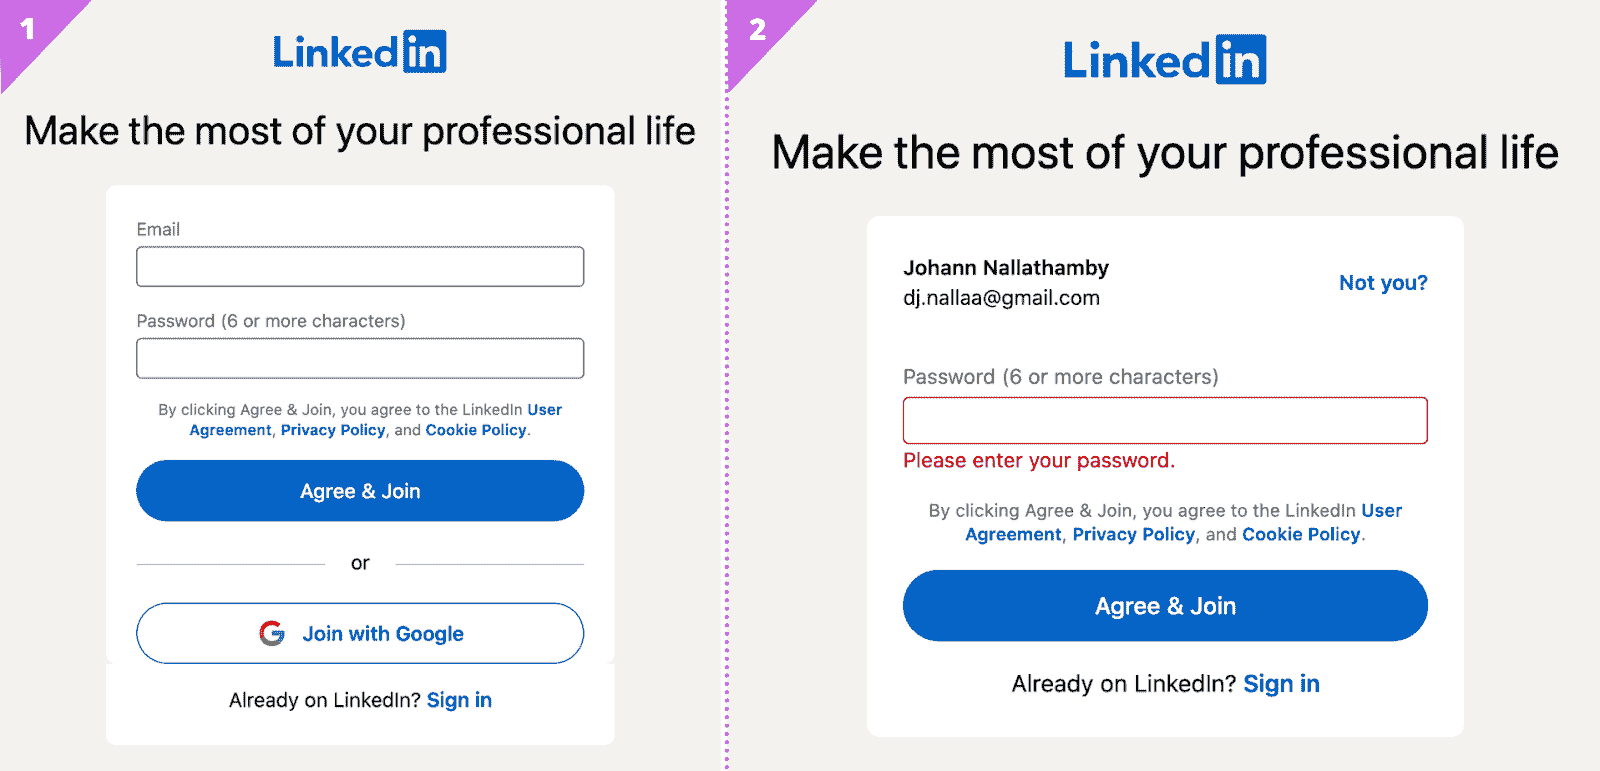 1
LinkedIn
Make the most of your professional life
Email
Password (6 or more characters)
By clicking Agree & Join, you agree to the LinkedIn User
Agreement, Privacy Policy, and Cookie Policy.
Agree & Join
or
G Join with Google
Already on LinkedIn? Sign in
2
LinkedIn
Make the most of your professional life
Johann Nallathamby
dj.nallaa@gmail.com
Not you?
Password (6 or more characters)
Please enter your password.
By clicking Agree & Join, you agree to the LinkedIn User
Agreement, Privacy Policy, and Cookie Policy.
Agree & Join
Already on LinkedIn? Sign in